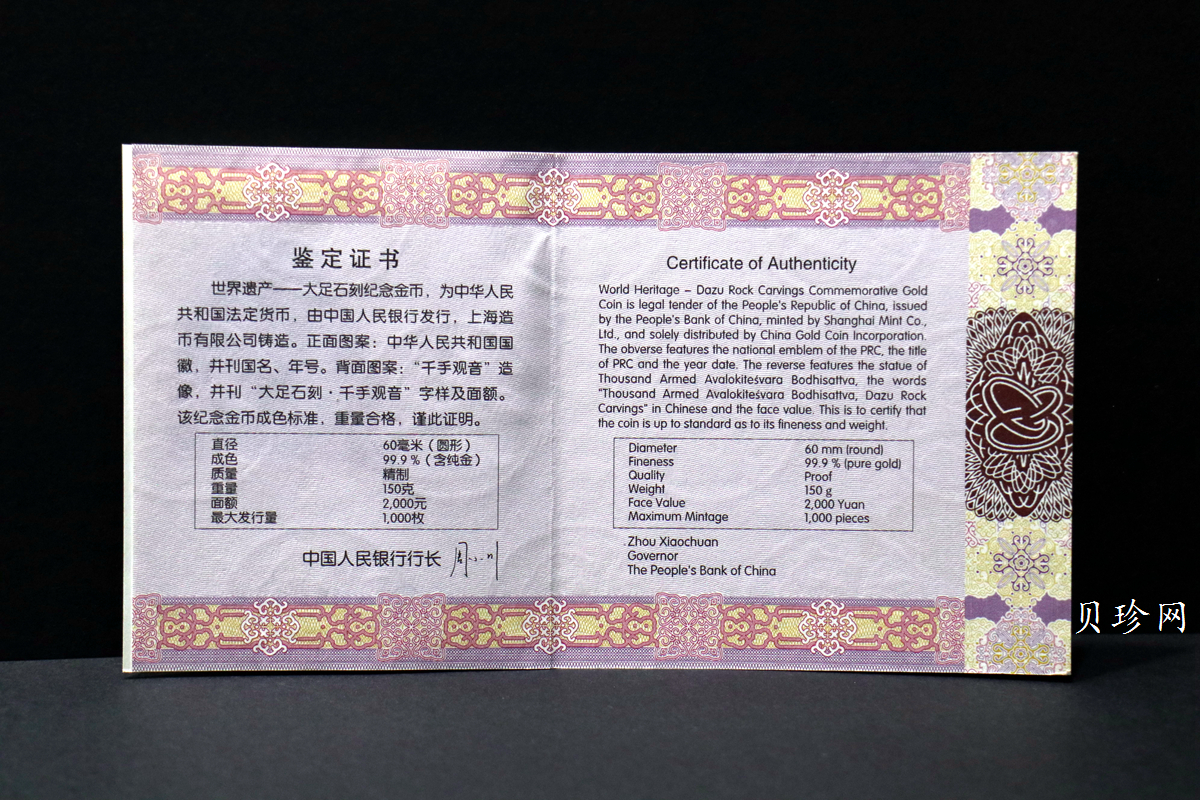 鉴定证书
世界遗产——大足石刻纪念金币，为中华人民
共和国法定货币，由中国人民银行发行，上海造
币有限公司铸造。正面图案：中华人民共和国国
徽，并刊国名、年号。背面图案：“千手观音”造
像，并刊“大足石刻·千手观音”字样及面额。
该纪念金币成色标准，重量合格，谨此证明。
直径 60毫米（圆形）
成色 99.9 %（含纯金）
质量 精制
重量 150克
面额 2,000元
最大发行量 1,000枚
中国人民银行行长
Certificate of Authenticity
World Heritage – Dazu Rock Carvings Commemorative Gold
Coin is legal tender of the People's Republic of China, issued
by the People's Bank of China, minted by Shanghai Mint Co.,
Ltd., and solely distributed by China Gold Coin Incorporation.
The obverse features the national emblem of the PRC, the title
of PRC and the year date. The reverse features the statue of
Thousand Armed Avalokiteśvara Bodhisattva, the words
"Thousand Armed Avalokiteśvara Bodhisattva, Dazu Rock
Carvings" in Chinese and the face value. This is to certify that
the coin is up to standard as to its fineness and weight.
Diameter 60 mm (round)
Fineness 99.9 % (pure gold)
Quality Proof
Weight 150 g
Face Value 2,000 Yuan
Maximum Mintage 1,000 pieces
Zhou Xiaochuan
Governor
The People's Bank of China
贝珍网